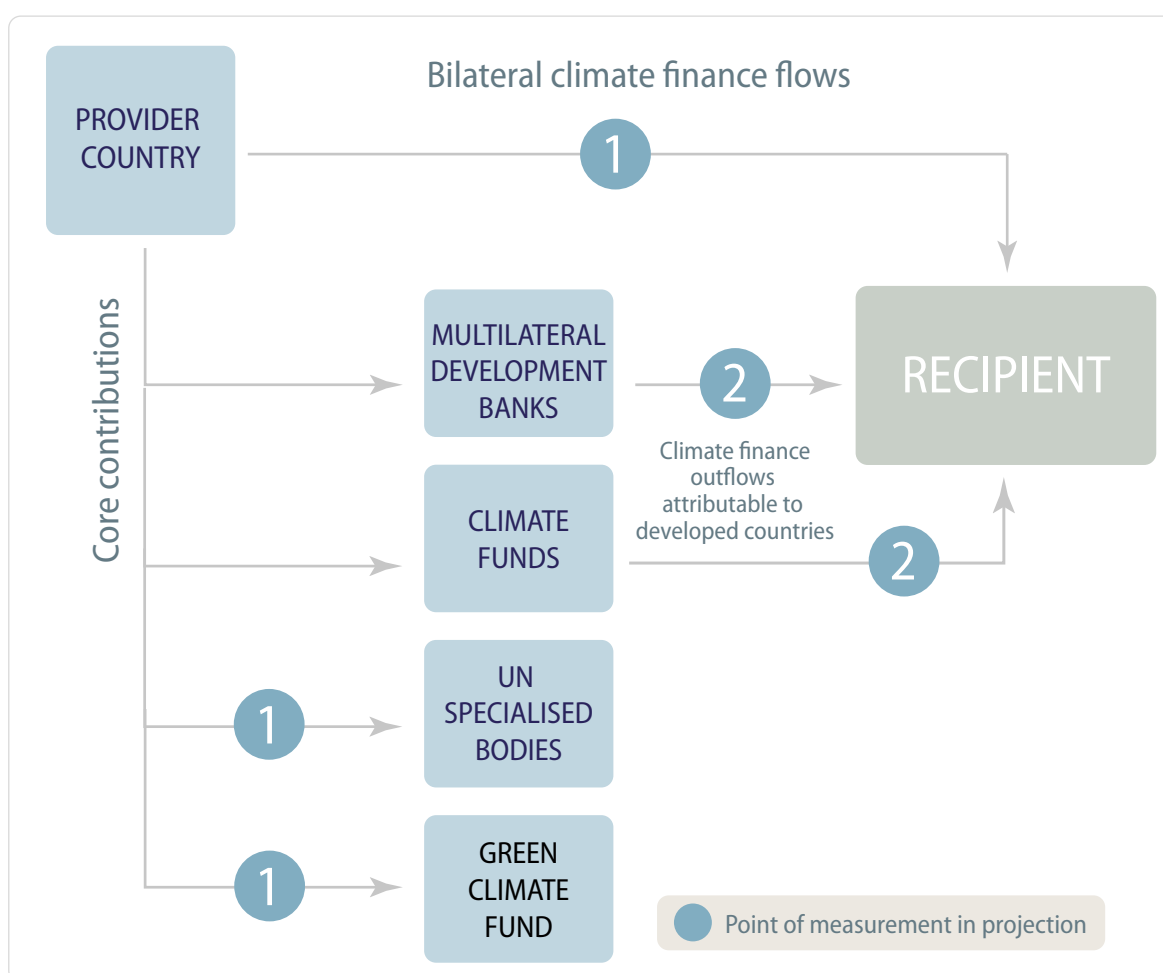 Bilateral climate finance flows
PROVIDER
COUNTRY
1
Core contributions
MULTILATERAL
DEVELOPMENT
BANKS
2
RECIPIENT
Climate finance
outflows
attributable to
developed countries
CLIMATE
FUNDS
2
UN
SPECIALISED
BODIES
1
GREEN
CLIMATE
FUND
1
Point of measurement in projection